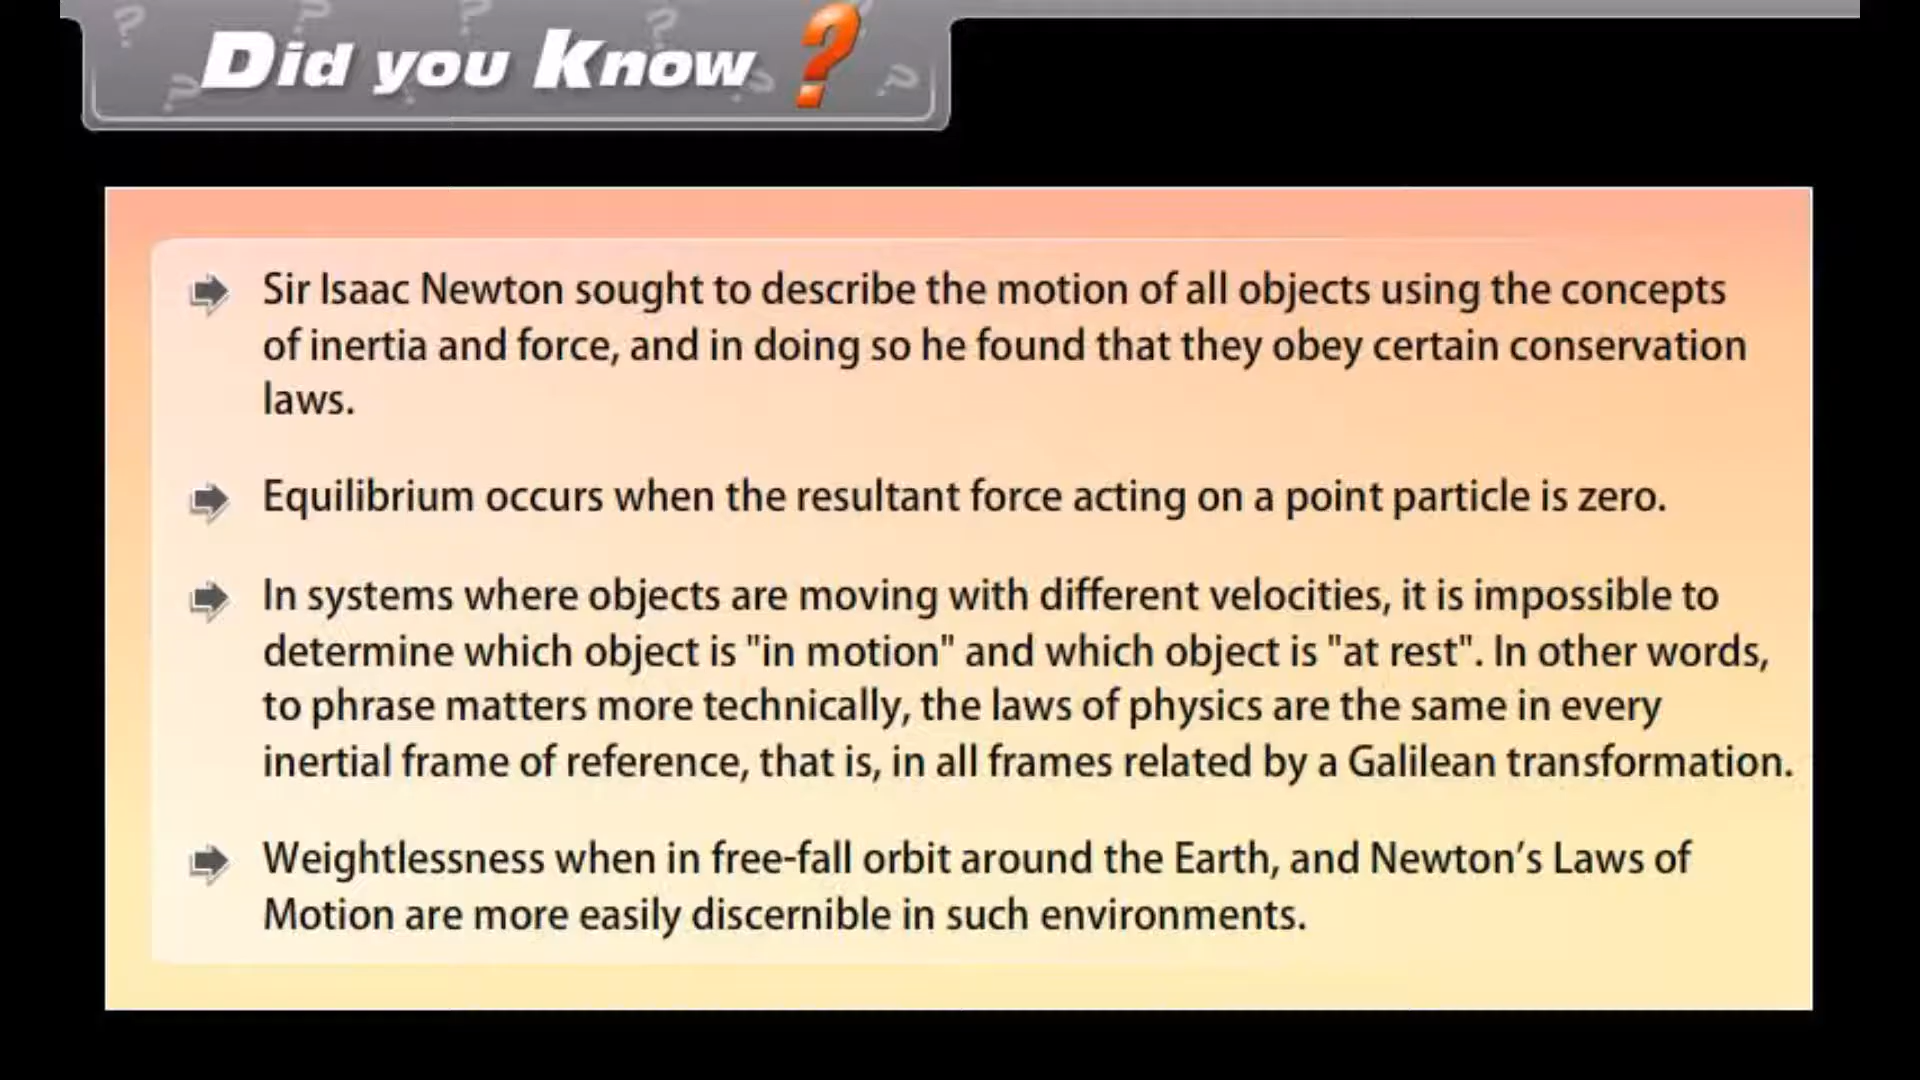 Did you Know ?
Sir Isaac Newton sought to describe the motion of all objects using the concepts
of inertia and force, and in doing so he found that they obey certain conservation
laws.
Equilibrium occurs when the resultant force acting on a point particle is zero.
In systems where objects are moving with different velocities, it is impossible to
determine which object is "in motion" and which object is "at rest". In other words,
to phrase matters more technically, the laws of physics are the same in every
inertial frame of reference, that is, in all frames related by a Galilean transformation.
Weightlessness when in free-fall orbit around the Earth, and Newton’s Laws of
Motion are more easily discernible in such environments.